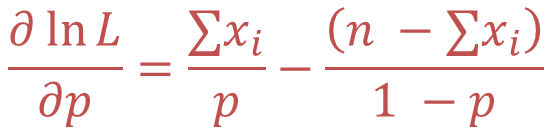 ∂ ln L / ∂p = ∑xᵢ / p − (n − ∑xᵢ) / 1 − p